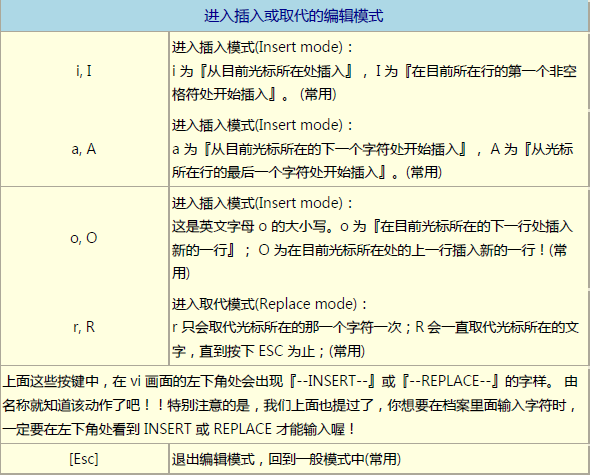 进入插入或取代的编辑模式
i, I
进入插入模式(Insert mode)：
i 为『从目前光标所在处插入』， I 为『在目前所在行的第一个非空
格符处开始插入』。 (常用)
a, A
进入插入模式(Insert mode)：
a 为『从目前光标所在的下一个字符处开始插入』， A 为『从光标
所在行的最后一个字符处开始插入』。(常用)
o, O
进入插入模式(Insert mode)：
这是英文字母 o 的大小写。o 为『在目前光标所在的下一行处插入
新的一行』； O 为在目前光标所在处的上一行插入新的一行！(常
用)
r, R
进入取代模式(Replace mode)：
r 只会取代光标所在的那一个字符一次；R 会一直取代光标所在的文
字，直到按下 ESC 为止；(常用)
上面这些按键中，在 vi 画面的左下角处会出现『--INSERT--』或『--REPLACE--』的字样。 由
名称就知道该动作了吧！！特别注意的是，我们上面也提过了，你想要在档案里面输入字符时，
一定要在左下角处看到 INSERT 或 REPLACE 才能输入喔！
[Esc]
退出编辑模式，回到一般模式中(常用)